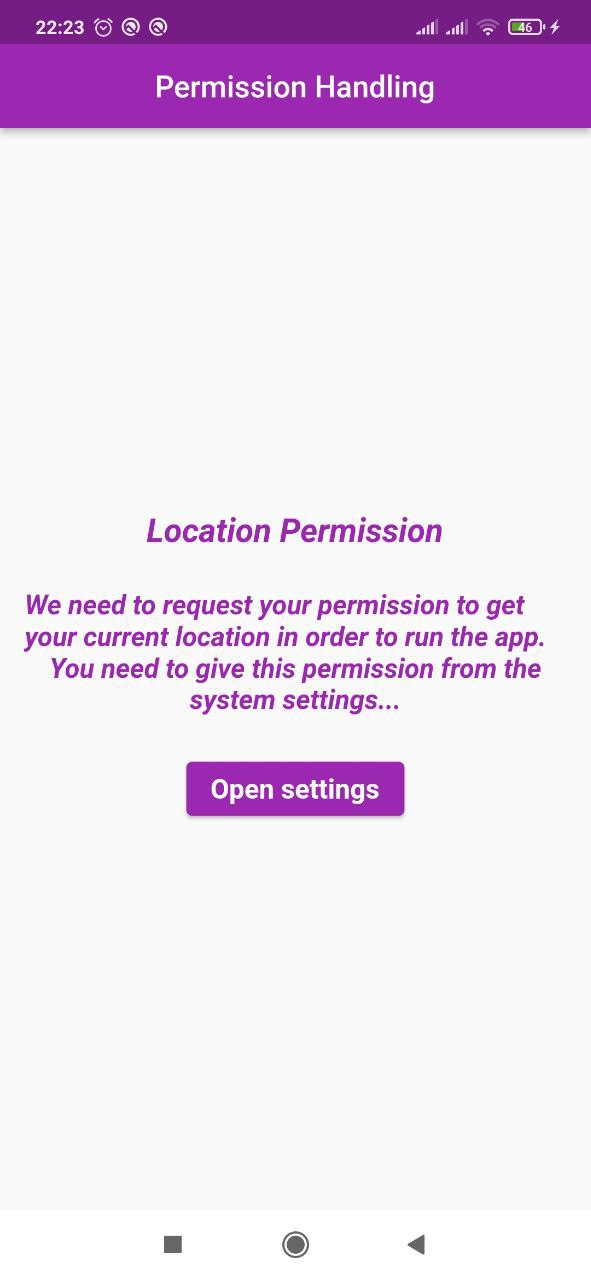 22:23
46
Permission Handling
Location Permission
We need to request your permission to get
your current location in order to run the app.
You need to give this permission from the
system settings...
Open settings